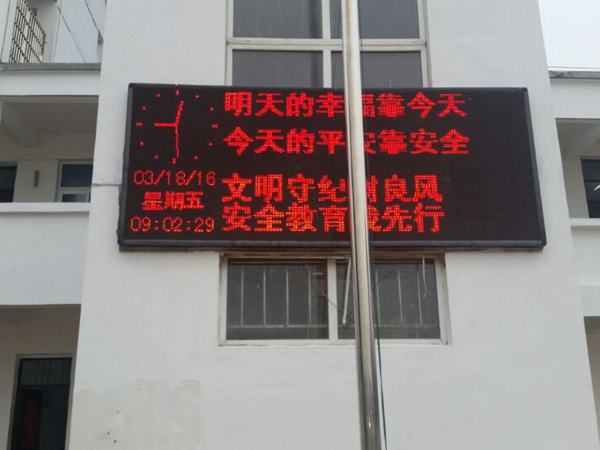 明天的幸福靠今天
今天的平安靠安全
文明守纪树良风
安全教育我先行
03/18/16
星期五
09:02:29